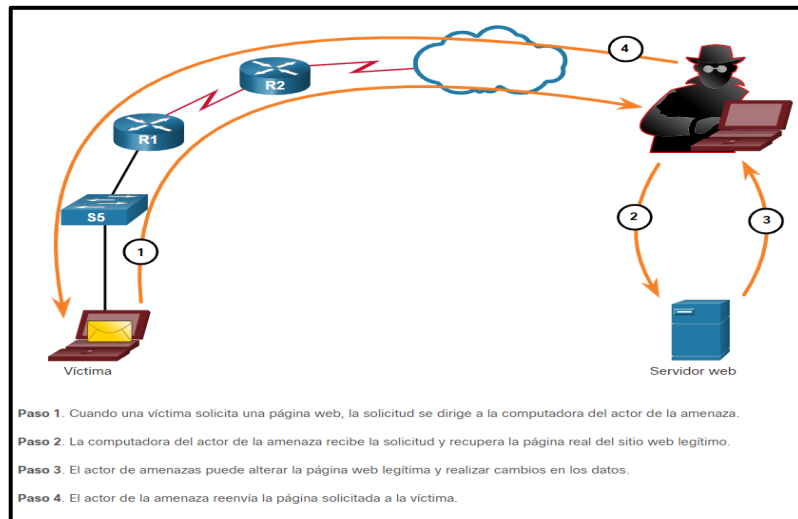 4
R2
R1
S5
1
2
3
Víctima
Servidor web
Paso 1. Cuando una víctima solicita una página web, la solicitud se dirige a la computadora del actor de la amenaza.
Paso 2. La computadora del actor de la amenaza recibe la solicitud y recupera la página real del sitio web legítimo.
Paso 3. El actor de amenazas puede alterar la página web legítima y realizar cambios en los datos.
Paso 4. El actor de la amenaza reenvía la página solicitada a la víctima.